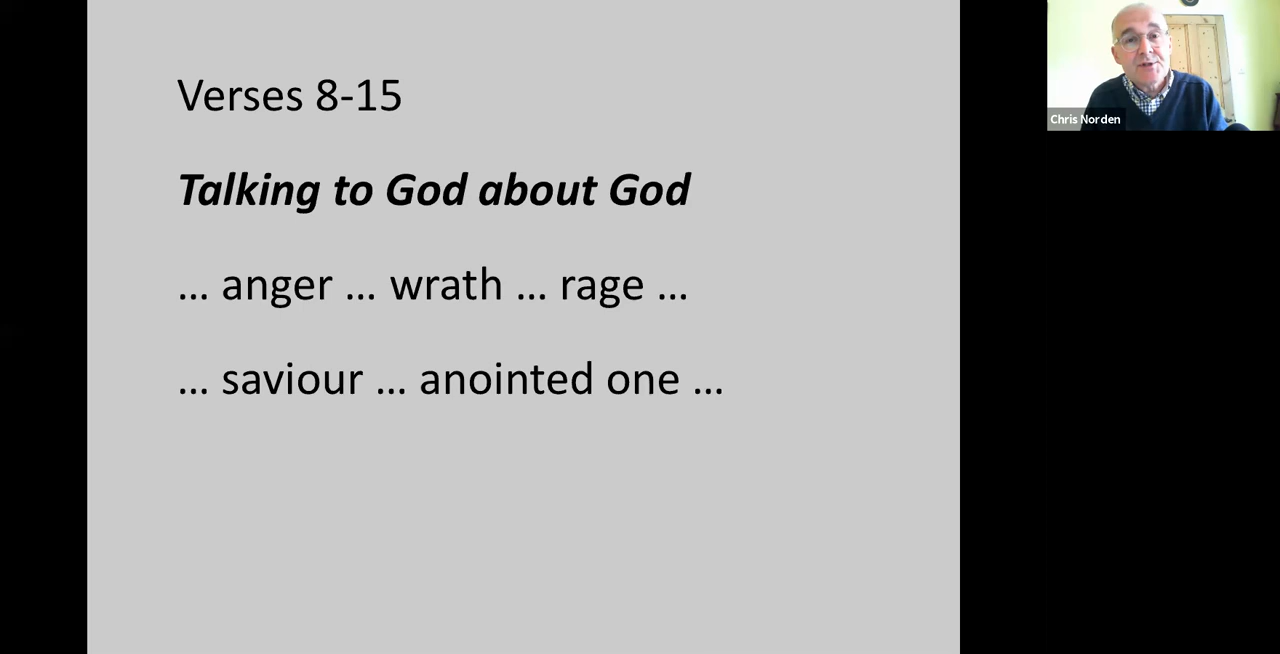 Verses 8-15
Talking to God about God
... anger ... wrath ... rage ...
... saviour ... anointed one ...
Chris Norden